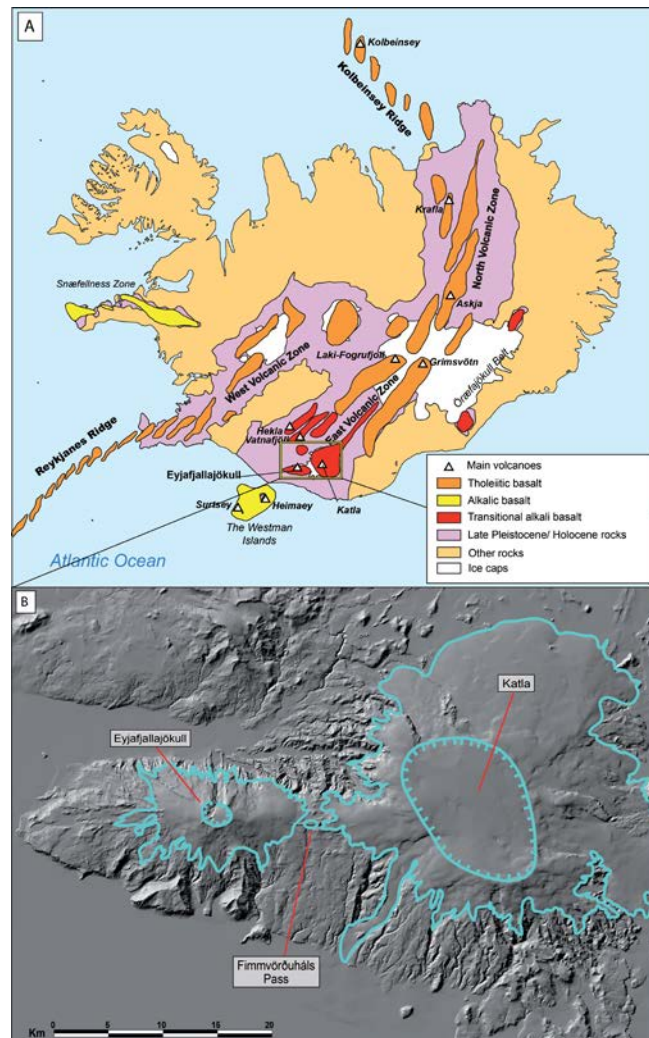 A
Kolbeinsey
Kolbeinsey Ridge
Krafla
North Volcanic Zone
Snæfellness Zone
Askja
Laki-Fogrufjoll
Grimsvötn
West Volcanic Zone
East Volcanic Zone
Öræfajökull Belt
Hekla
Vatnafjöll
Reykjanes Ridge
Eyjafjallajökull
Surtsey
Heimaey
Katla
The Westman
Islands
Atlantic Ocean
Main volcanoes
Tholeiitic basalt
Alkalic basalt
Transitional alkali basalt
Late Pleistocene/ Holocene rocks
Other rocks
Ice caps
B
Katla
Eyjafjallajökull
Fimmvörðuháls
Pass
Km
0 5 10 15 20